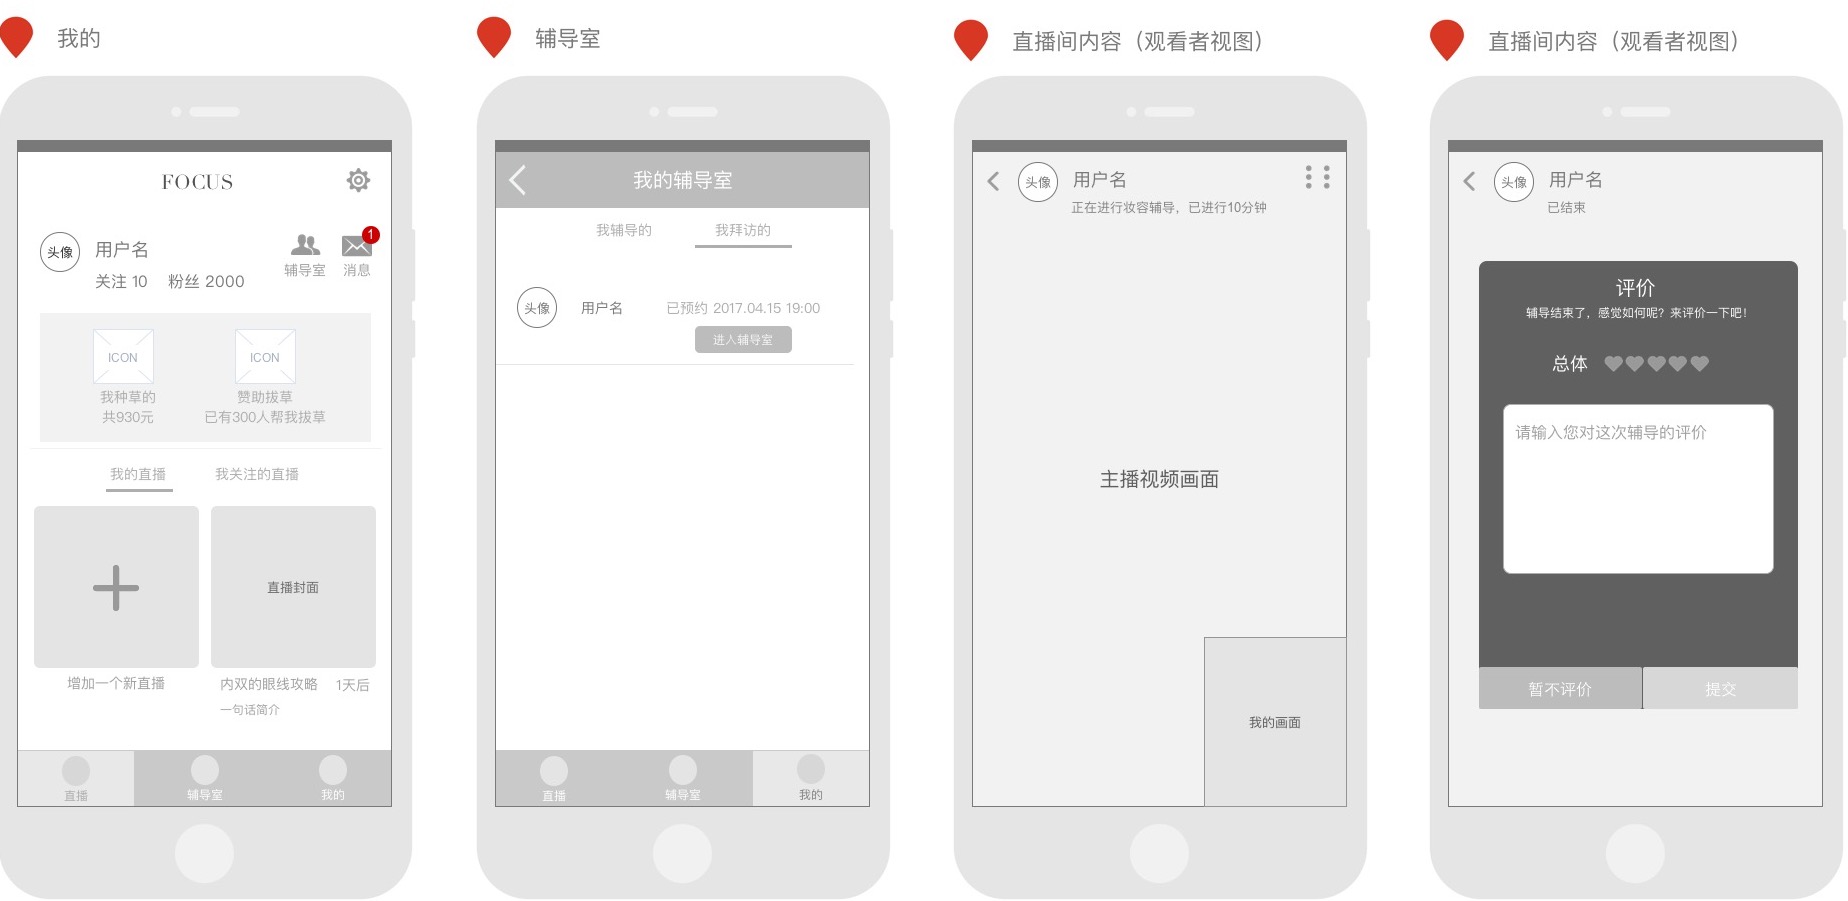 我的
FOCUS
头像
用户名
关注 10 粉丝 2000
辅导室
消息
1
ICON
ICON
我种草的
共930元
赞助拔草
已有300人帮我拔草
我的直播
我关注的直播
直播封面
增加一个新直播
内双的眼线攻略 1天后
一句话简介
直播
辅导室
我的
辅导室
我的辅导室
我辅导的
我拜访的
头像
用户名
已预约 2017.04.15 19:00
进入辅导室
直播
辅导室
我的
直播间内容（观看者视图）
头像
用户名
正在进行妆容辅导，已进行10分钟
主播视频画面
我的画面
直播间内容（观看者视图）
头像
用户名
已结束
评价
辅导结束了，感觉如何呢？来评价一下吧！
总体
请输入您对这次辅导的评价
暂不评价
提交